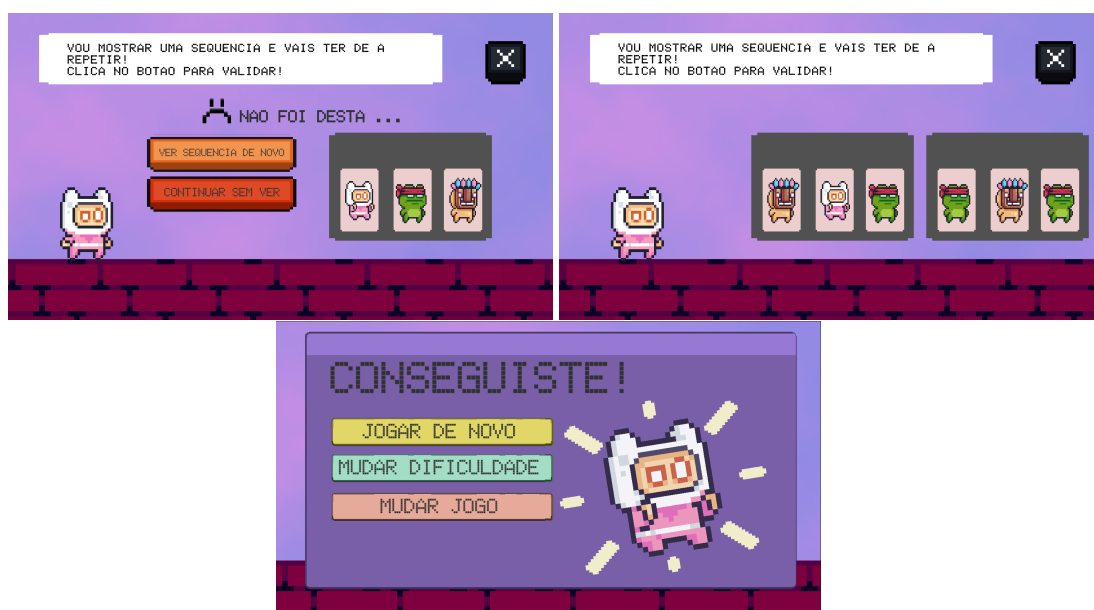 VOU MOSTRAR UMA SEQUENCIA E VAIS TER DE A
REPETIR!
CLICA NO BOTAO PARA VALIDAR!
NAO FOI DESTA ...
VER SEQUENCIA DE NOVO
CONTINUAR SEM VER
VOU MOSTRAR UMA SEQUENCIA E VAIS TER DE A
REPETIR!
CLICA NO BOTAO PARA VALIDAR!
CONSEGUISTE!
JOGAR DE NOVO
MUDAR DIFICULDADE
MUDAR JOGO